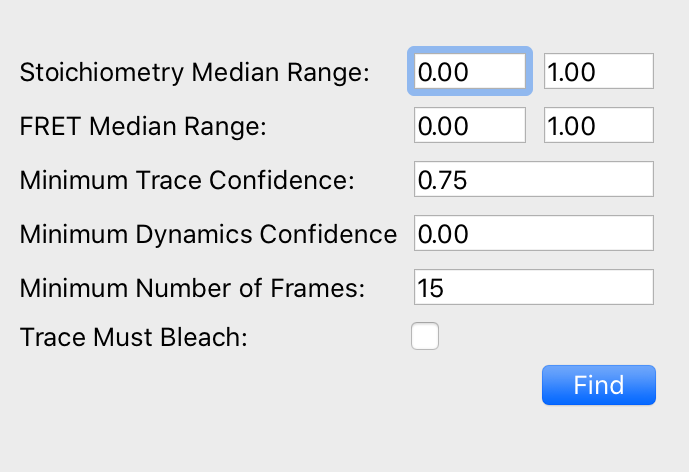 Stoichiometry Median Range: 0.00 1.00
FRET Median Range: 0.00 1.00
Minimum Trace Confidence: 0.75
Minimum Dynamics Confidence 0.00
Minimum Number of Frames: 15
Trace Must Bleach:
Find